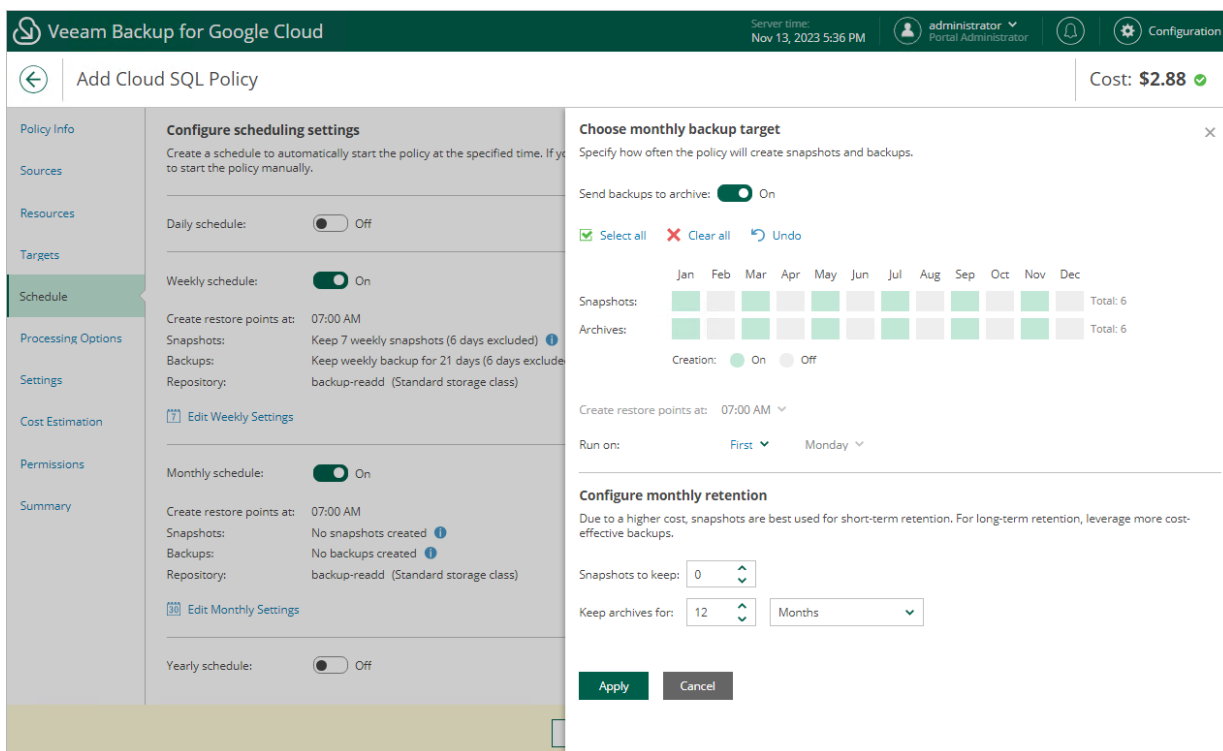 Veeam Backup for Google Cloud
Server time:
Nov 13, 2023 5:36 PM
administrator
Portal Administrator
Configuration
Add Cloud SQL Policy
Cost: $2.88
Policy Info
Sources
Resources
Targets
Schedule
Processing Options
Settings
Cost Estimation
Permissions
Summary
Configure scheduling settings
Create a schedule to automatically start the policy at the specified time. If yo
to start the policy manually.
Daily schedule: Off
Weekly schedule: On
Create restore points at: 07:00 AM
Snapshots: Keep 7 weekly snapshots (6 days excluded)
Backups: Keep weekly backup for 21 days (6 days exclude
Repository: backup-readd (Standard storage class)
7 Edit Weekly Settings
Monthly schedule: On
Create restore points at: 07:00 AM
Snapshots: No snapshots created
Backups: No backups created
Repository: backup-readd (Standard storage class)
30 Edit Monthly Settings
Yearly schedule: Off
Choose monthly backup target
Specify how often the policy will create snapshots and backups.
Send backups to archive: On
Select all Clear all Undo
Jan Feb Mar Apr May Jun Jul Aug Sep Oct Nov Dec
Snapshots: Total: 6
Archives: Total: 6
Creation: On Off
Create restore points at: 07:00 AM
Run on: First Monday
Configure monthly retention
Due to a higher cost, snapshots are best used for short-term retention. For long-term retention, leverage more cost-
effective backups.
Snapshots to keep: 0
Keep archives for: 12 Months
Apply Cancel